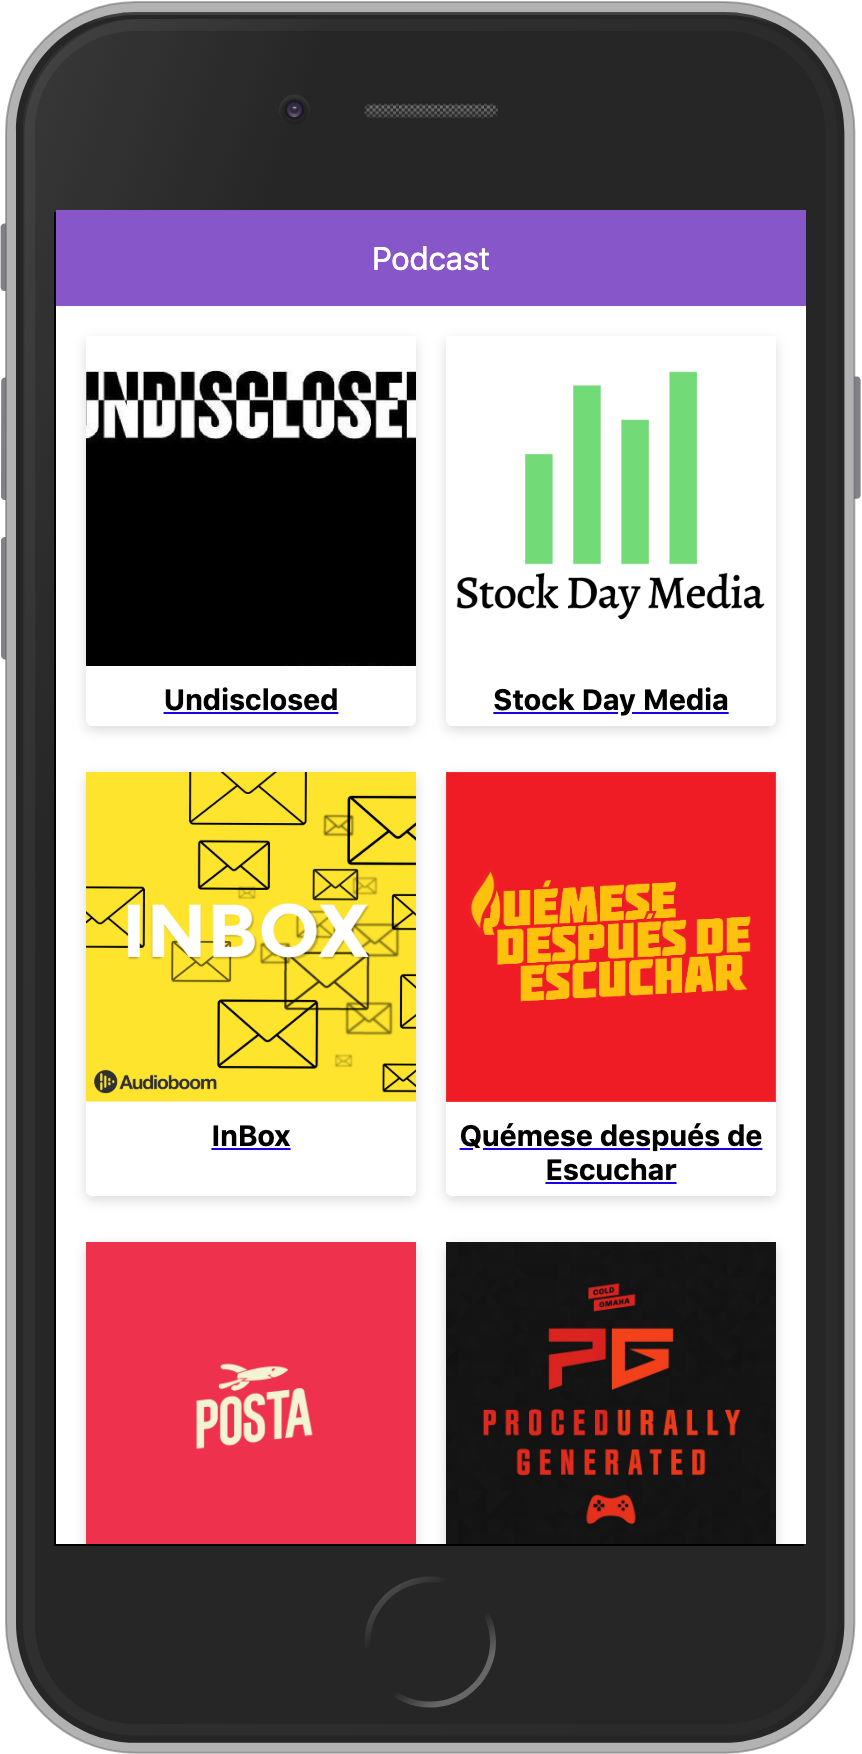 Podcast
UNDISCLOSED
Stock Day Media
Undisclosed
Stock Day Media
INBOX
Audioboom
QUÉMESE
DESPUÉS DE
ESCUCHAR
InBox
Quémese después de
Escuchar
POSTA
COLD
OMAHA
PG
PROCEDURALLY
GENERATED